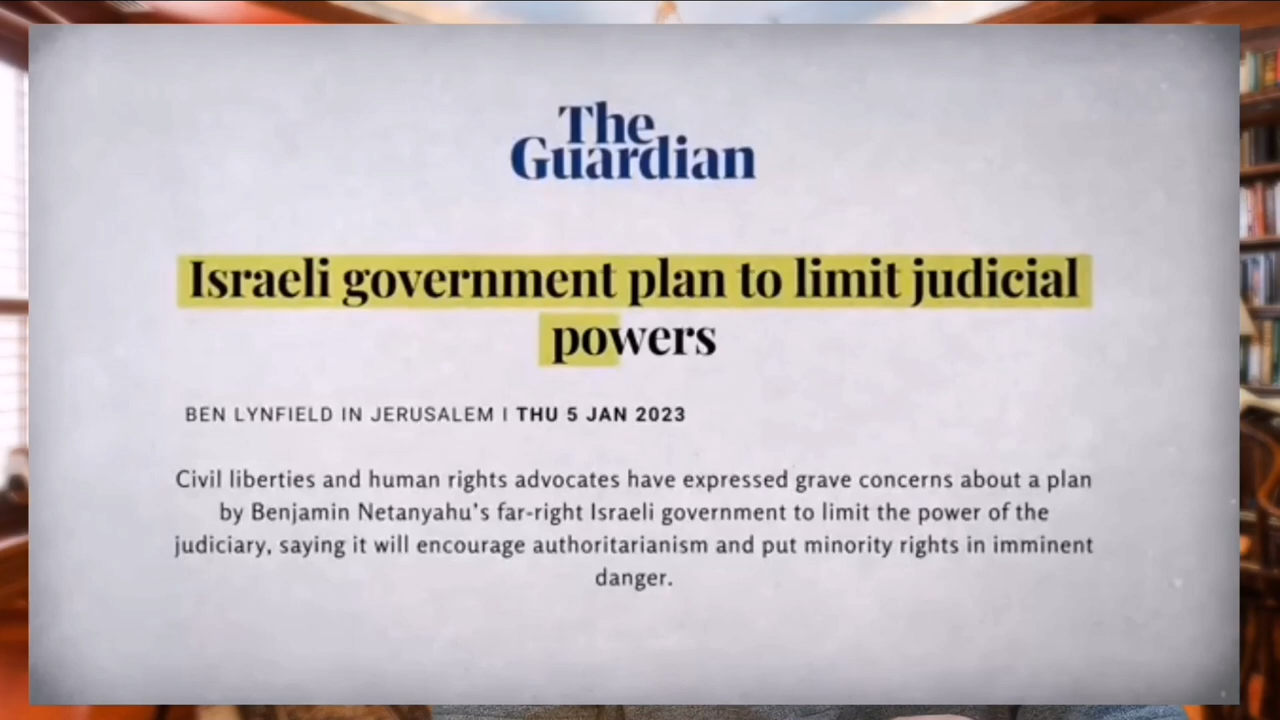 The
Guardian
Israeli government plan to limit judicial
powers
BEN LYNFIELD IN JERUSALEM I THU 5 JAN 2023
Civil liberties and human rights advocates have expressed grave concerns about a plan
by Benjamin Netanyahu's far-right Israeli government to limit the power of the
judiciary, saying it will encourage authoritarianism and put minority rights in imminent
danger.